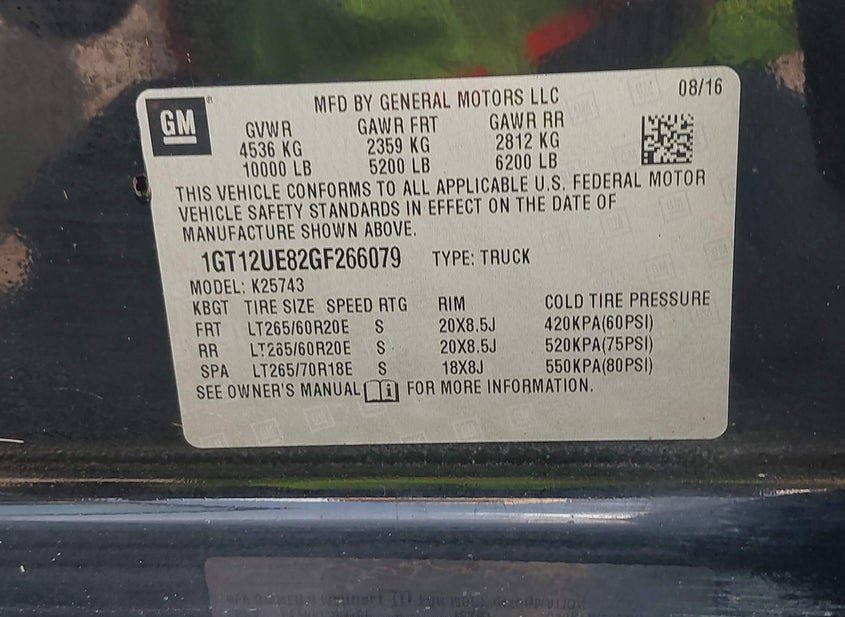 MFD BY GENERAL MOTORS LLC 08/16
GM
GVWR GAWR FRT GAWR RR
4536 KG 2359 KG 2812 KG
10000 LB 5200 LB 6200 LB
THIS VEHICLE CONFORMS TO ALL APPLICABLE U.S. FEDERAL MOTOR
VEHICLE SAFETY STANDARDS IN EFFECT ON THE DATE OF
MANUFACTURE SHOWN ABOVE.
1GT12UE82GF266079 TYPE: TRUCK
MODEL: K25743
KBGT TIRE SIZE SPEED RTG RIM COLD TIRE PRESSURE
FRT LT265/60R20E S 20X8.5J 420KPA(60PSI)
RR LT265/60R20E S 20X8.5J 520KPA(75PSI)
SPA LT265/70R18E S 18X8J 550KPA(80PSI)
SEE OWNER'S MANUAL i FOR MORE INFORMATION.